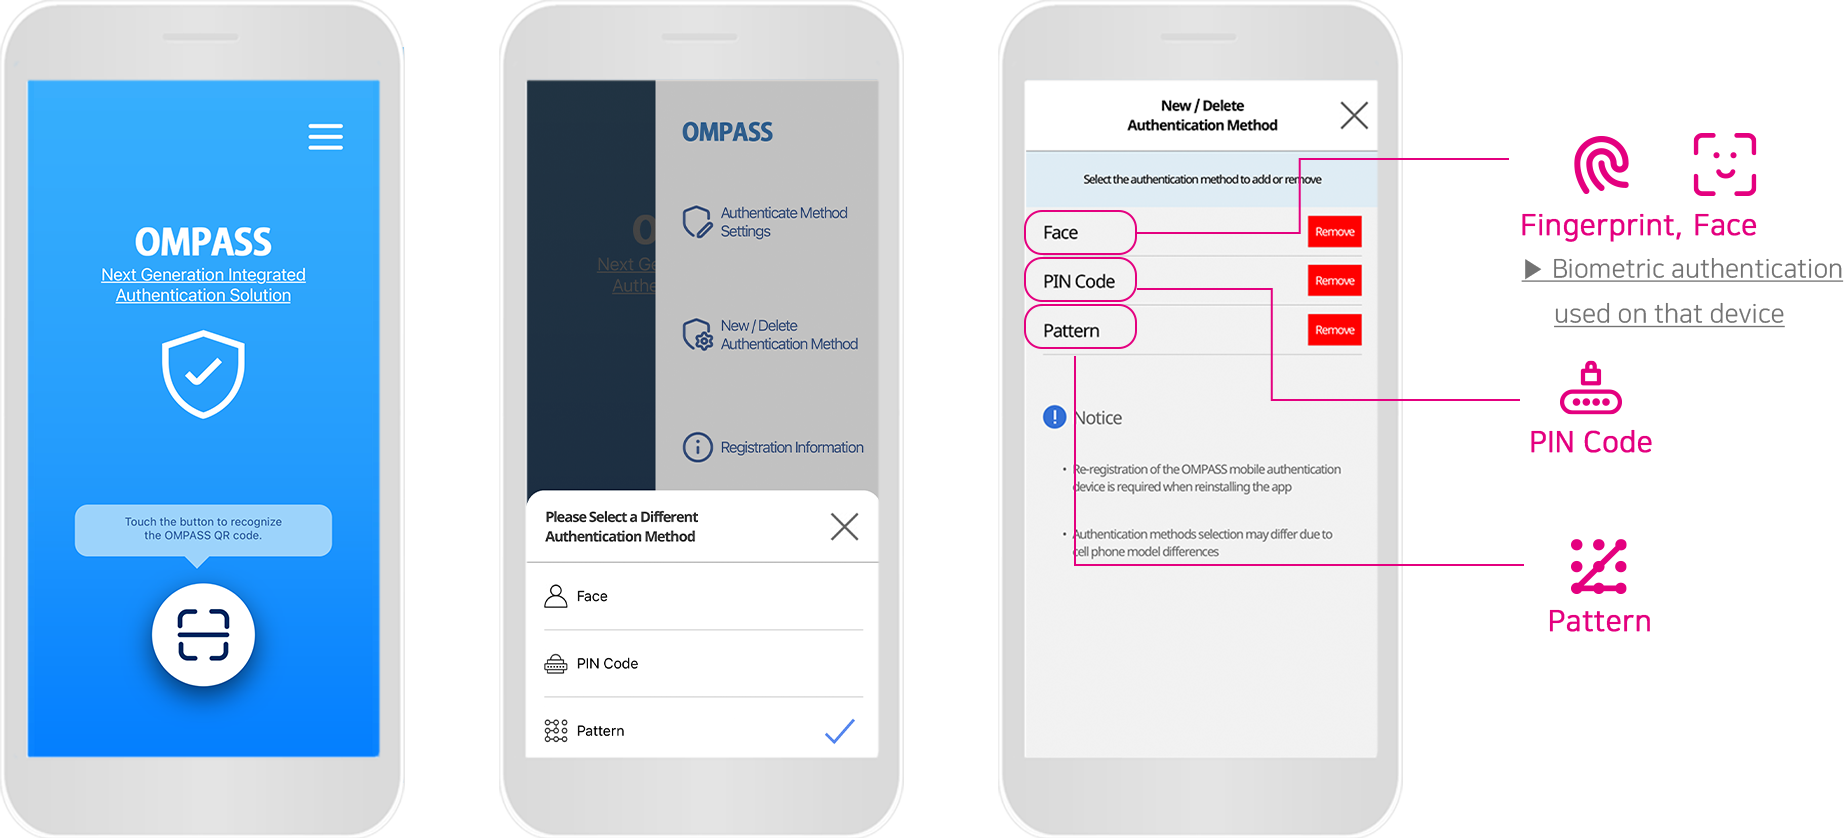 OMPASS
Next Generation Integrated
Authentication Solution
Touch the button to recognize
the OMPASS QR code.
OMPASS
Authenticate Method
Settings
O
Next Ge
Authe
New / Delete
Authentication Method
Registration Information
Please Select a Different
Authentication Method
Face
PIN Code
Pattern
New / Delete
Authentication Method
Select the authentication method to add or remove
Face
Remove
PIN Code
Remove
Pattern
Remove
Notice
• Re-registration of the OMPASS mobile authentication
device is required when reinstalling the app
• Authentication methods selection may differ due to
cell phone model differences
Fingerprint, Face
▶ Biometric authentication
used on that device
PIN Code
Pattern